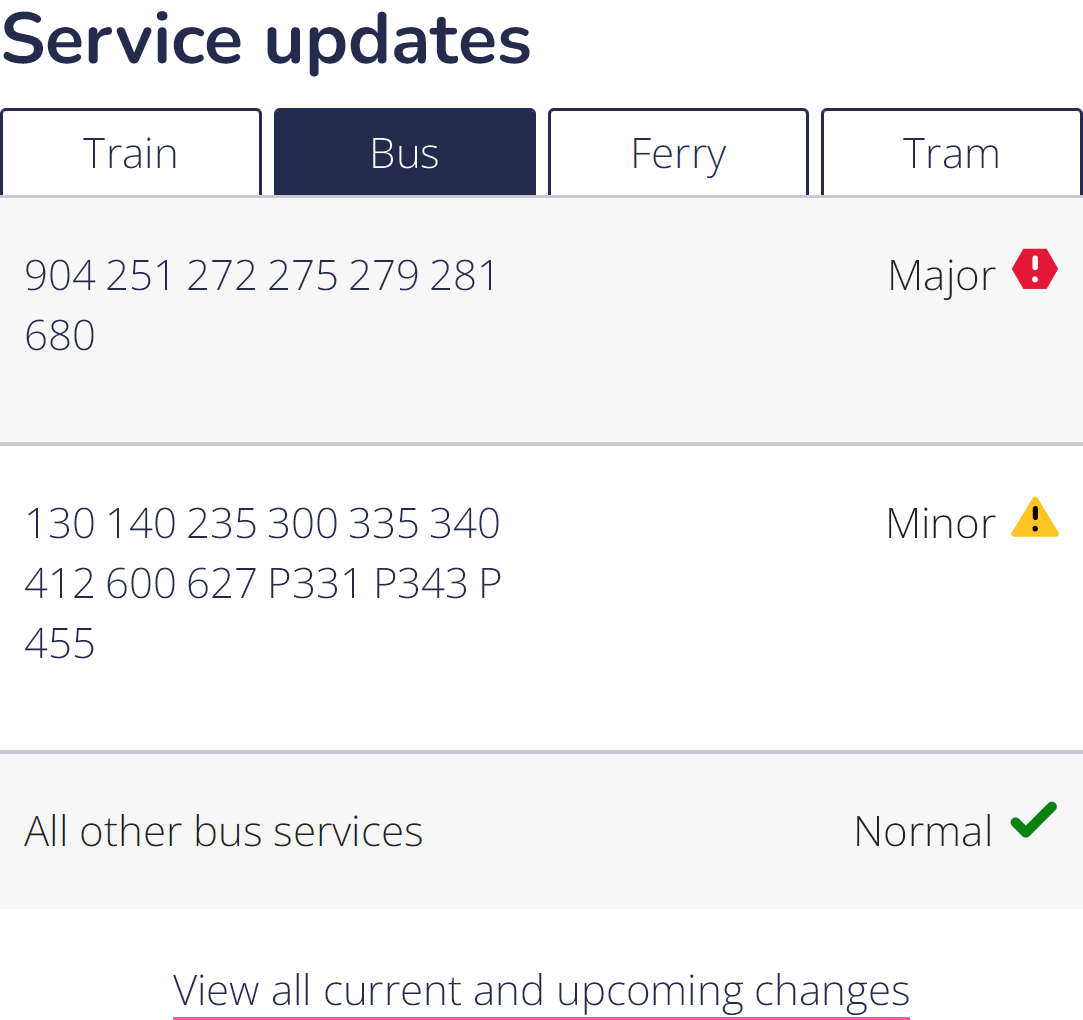 Service updates
Train Bus Ferry Tram
904 251 272 275 279 281 Major
680
130 140 235 300 335 340 Minor
412 600 627 P331 P343 P
455
All other bus services Normal
View all current and upcoming changes